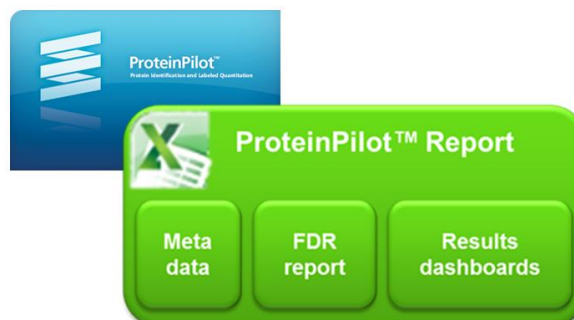 ProteinPilot™
Protein Identification and Labeled Quantitation
ProteinPilot™ Report
Meta
data
FDR
report
Results
dashboards